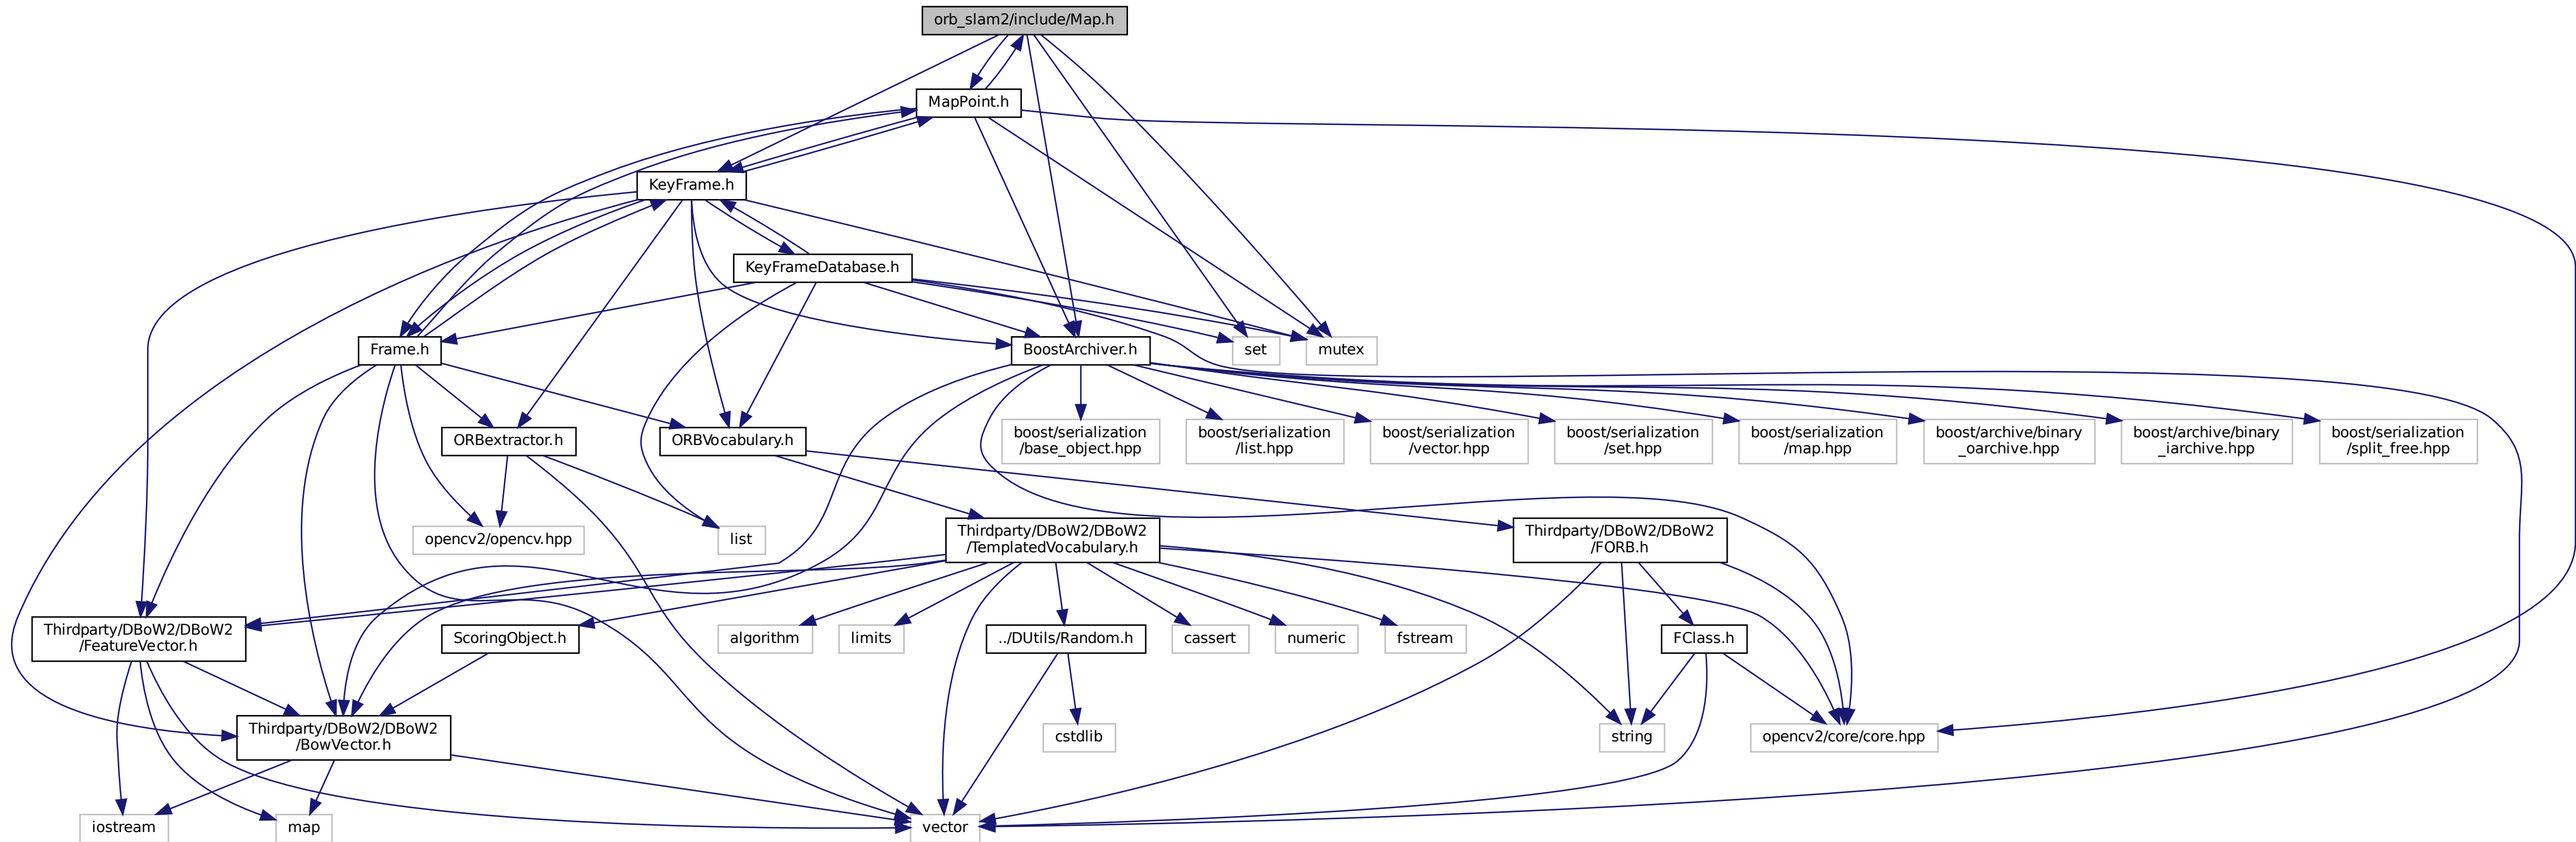 orb_slam2/include/Map.h
MapPoint.h
KeyFrame.h
KeyFrameDatabase.h
Frame.h
BoostArchiver.h
set
mutex
ORBextractor.h
ORBVocabulary.h
boost/serialization
/base_object.hpp
boost/serialization
/list.hpp
boost/serialization
/vector.hpp
boost/serialization
/set.hpp
boost/serialization
/map.hpp
boost/archive/binary
_oarchive.hpp
boost/archive/binary
_iarchive.hpp
boost/serialization
/split_free.hpp
opencv2/opencv.hpp
list
Thirdparty/DBoW2/DBoW2
/TemplatedVocabulary.h
Thirdparty/DBoW2/DBoW2
/FORB.h
Thirdparty/DBoW2/DBoW2
/FeatureVector.h
ScoringObject.h
algorithm
limits
../DUtils/Random.h
cassert
numeric
fstream
FClass.h
Thirdparty/DBoW2/DBoW2
/BowVector.h
cstdlib
string
opencv2/core/core.hpp
iostream
map
vector